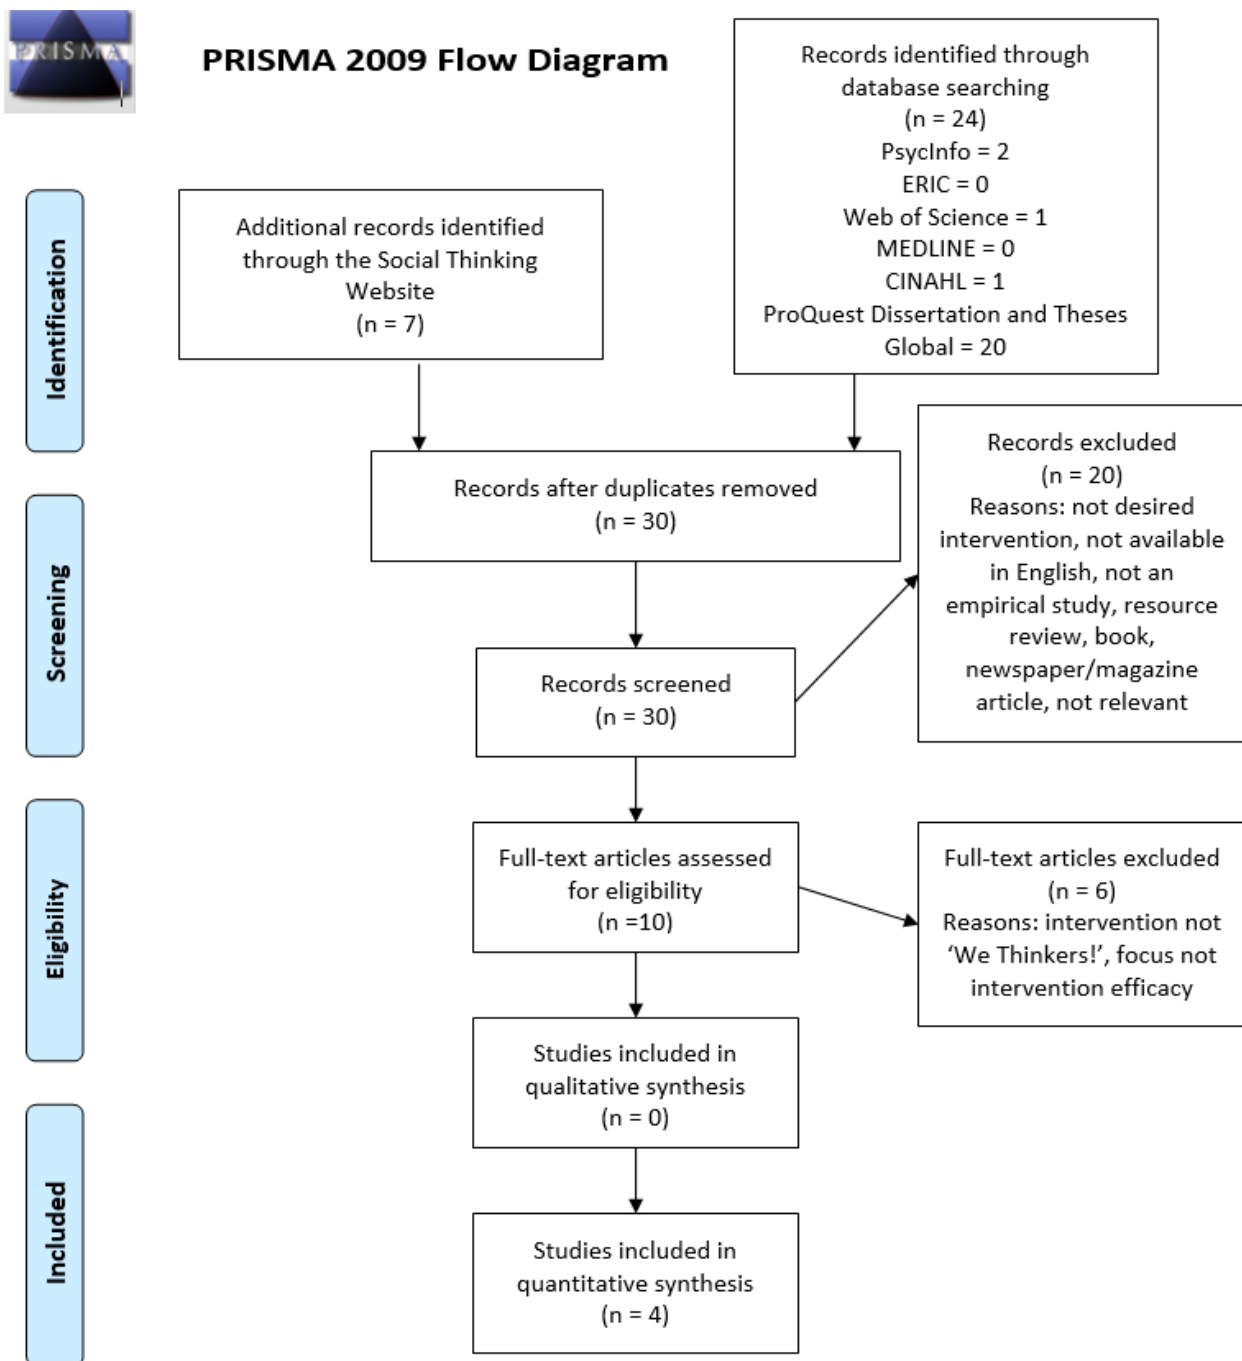 PRISMA
PRISMA 2009 Flow Diagram
Records identified through
database searching
(n = 24)
PsycInfo = 2
ERIC = 0
Web of Science = 1
MEDLINE = 0
CINAHL = 1
ProQuest Dissertation and Theses
Global = 20
Identification
Additional records identified
through the Social Thinking
Website
(n = 7)
Records after duplicates removed
(n = 30)
Records excluded
(n = 20)
Reasons: not desired
intervention, not available
in English, not an
empirical study, resource
review, book,
newspaper/magazine
article, not relevant
Screening
Records screened
(n = 30)
Eligibility
Full-text articles assessed
for eligibility
(n =10)
Full-text articles excluded
(n = 6)
Reasons: intervention not
‘We Thinkers!’, focus not
intervention efficacy
Studies included in
qualitative synthesis
(n = 0)
Included
Studies included in
quantitative synthesis
(n = 4)